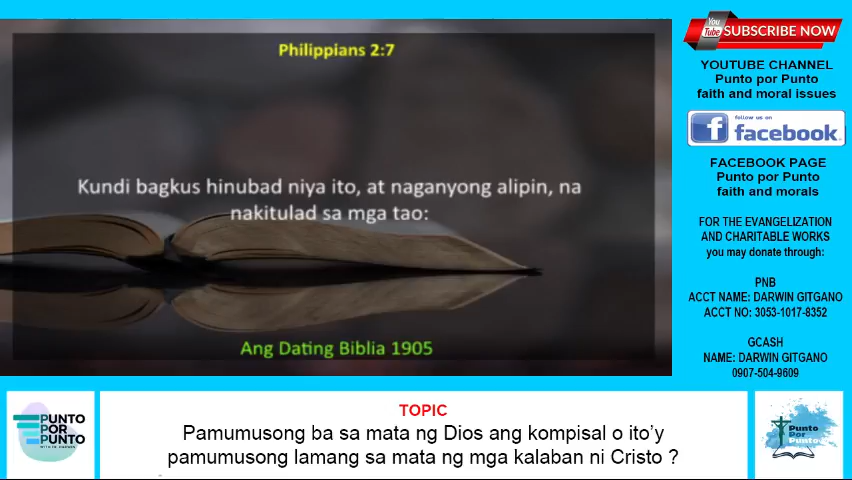 Philippians 2:7
Kundi bagkus hinubad niya ito, at naganyong alipin, na
nakitulad sa mga tao:
Ang Dating Biblia 1905
You
Tube
SUBSCRIBE NOW
YOUTUBE CHANNEL
Punto por Punto
faith and moral issues
follow us on
facebook
FACEBOOK PAGE
Punto por Punto
faith and morals
FOR THE EVANGELIZATION
AND CHARITABLE WORKS
you may donate through:
PNB
ACCT NAME: DARWIN GITGANO
ACCT NO: 3053-1017-8352
GCASH
NAME: DARWIN GITGANO
0907-504-9609
PUNTO
POR
PUNTO
TOPIC
Pamumusong ba sa mata ng Dios ang kompisal o ito'y
pamumusong lamang sa mata ng mga kalaban ni Cristo ?
Punto
Por
Punto